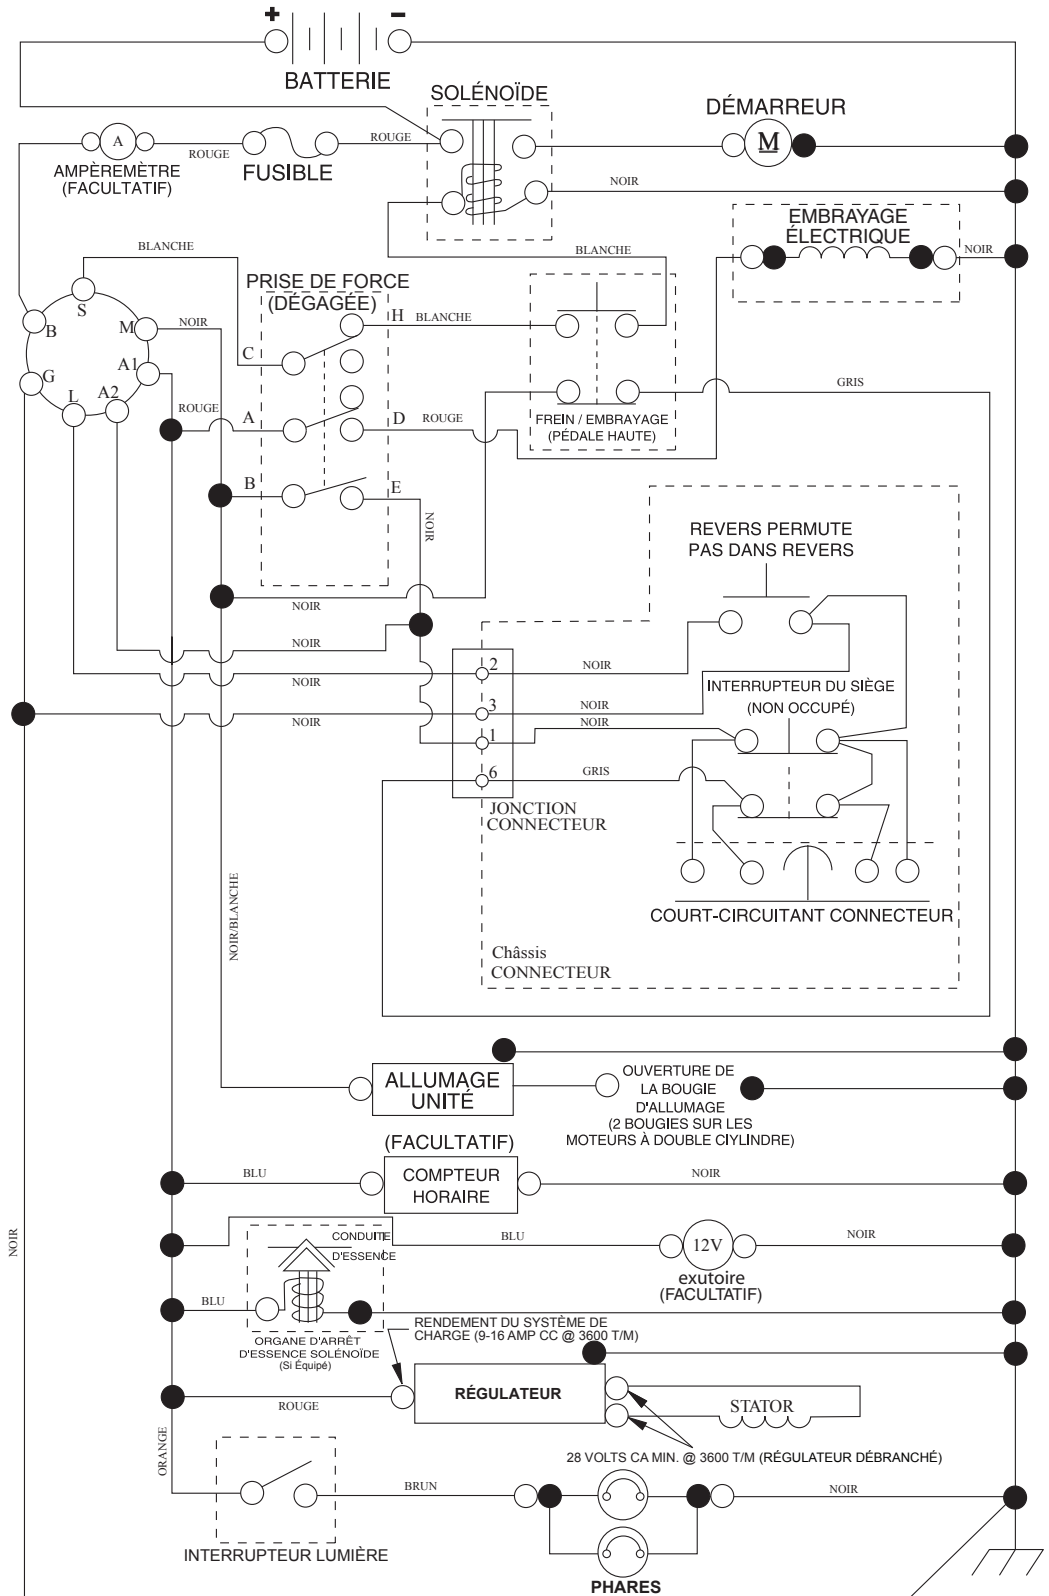 + -
BATTERIE
SOLÉNOÏDE
DÉMARREUR
A
ROUGE
ROUGE
M
AMPÈREMÈTRE
(FACULTATIF)
FUSIBLE
NOIR
EMBRAYAGE
ÉLECTRIQUE
NOIR
BLANCHE
BLANCHE
PRISE DE FORCE
(DÉGAGÉE)
S
B
M
NOIR
H
BLANCHE
C
A1
G
L
A2
GRIS
ROUGE
A
D
ROUGE
FREIN / EMBRAYAGE
(PÉDALE HAUTE)
B
E
NOIR
REVERS PERMUTE
PAS DANS REVERS
NOIR
NOIR
2
NOIR
NOIR
INTERRUPTEUR DU SIÈGE
(NON OCCUPÉ)
3
NOIR
NOIR
NOIR
1
6
GRIS
JONCTION
CONNECTEUR
NOIR/BLANCHE
COURT-CIRCUITANT CONNECTEUR
Châssis
CONNECTEUR
ALLUMAGE
UNITÉ
OUVERTURE DE
LA BOUGIE
D'ALLUMAGE
(2 BOUGIES SUR LES
MOTEURS À DOUBLE CIYLINDRE)
(FACULTATIF)
BLU
COMPTEUR
HORAIRE
NOIR
NOIR
CONDUITE
D'ESSENCE
BLU
12V
NOIR
exutoire
(FACULTATIF)
BLU
ORGANE D'ARRÊT
D'ESSENCE SOLÉNOÏDE
(Si Équipé)
RENDEMENT DU SYSTÈME DE
CHARGE (9-16 AMP CC @ 3600 T/M)
RÉGULATEUR
ROUGE
STATOR
ORANGE
28 VOLTS CA MIN. @ 3600 T/M (RÉGULATEUR DÉBRANCHÉ)
BRUN
NOIR
INTERRUPTEUR LUMIÈRE
PHARES